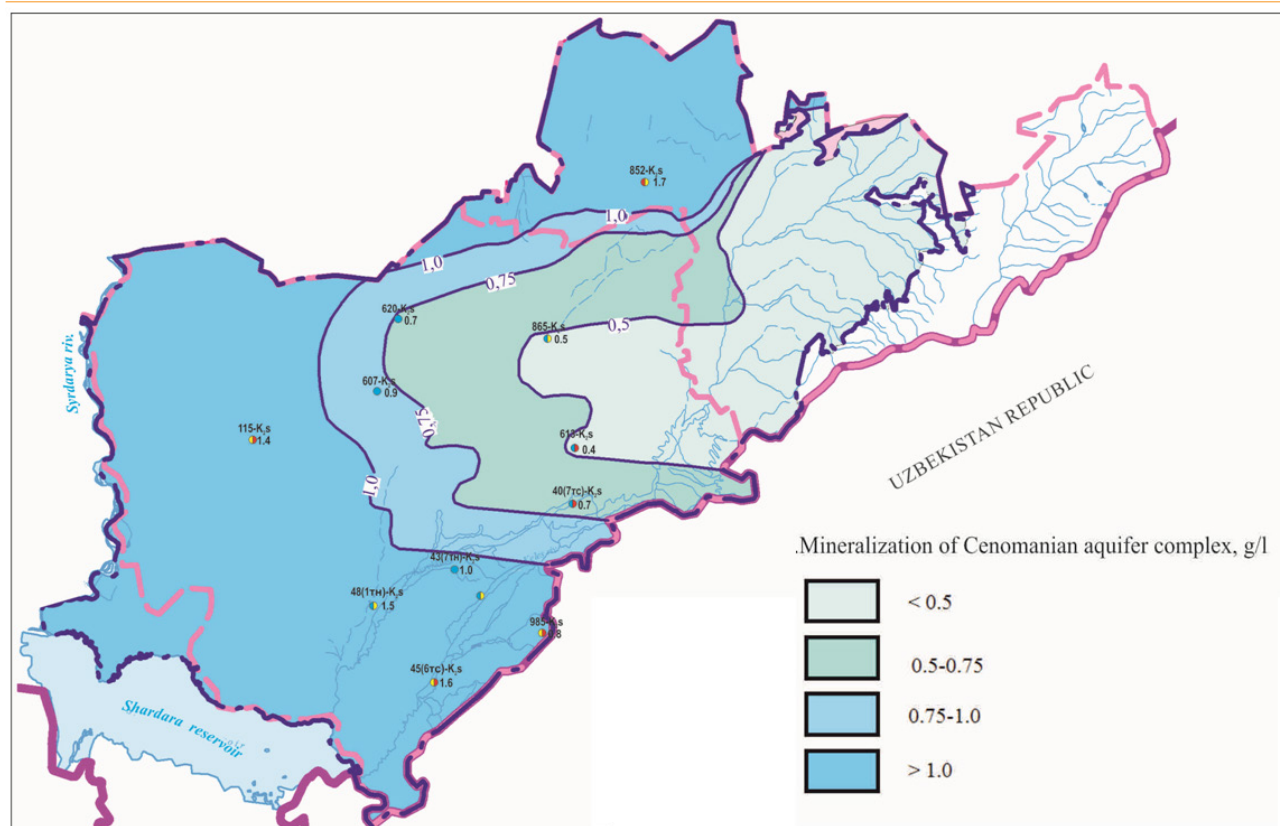 852-K₂s
1.7
1,0
1,0
0,75
620-K₂s
0.7
865-K₂s
0.5
0,5
Syrdarya riv.
607-K₂s
0.9
0,75
115-K₂s
1.4
0.4
1,0
40(7тс)-K₂s
0.7
UZBEKISTAN REPUBLIC
43(7тн)-K₂s
1.0
48(1тн)-K₂s
1.5
985-K₂s
45(6тс)-K₂s
1.6
Shardara reservoir
.Mineralization of Cenomanian aquifer complex, g/l
< 0.5
0.5-0.75
0.75-1.0
> 1.0